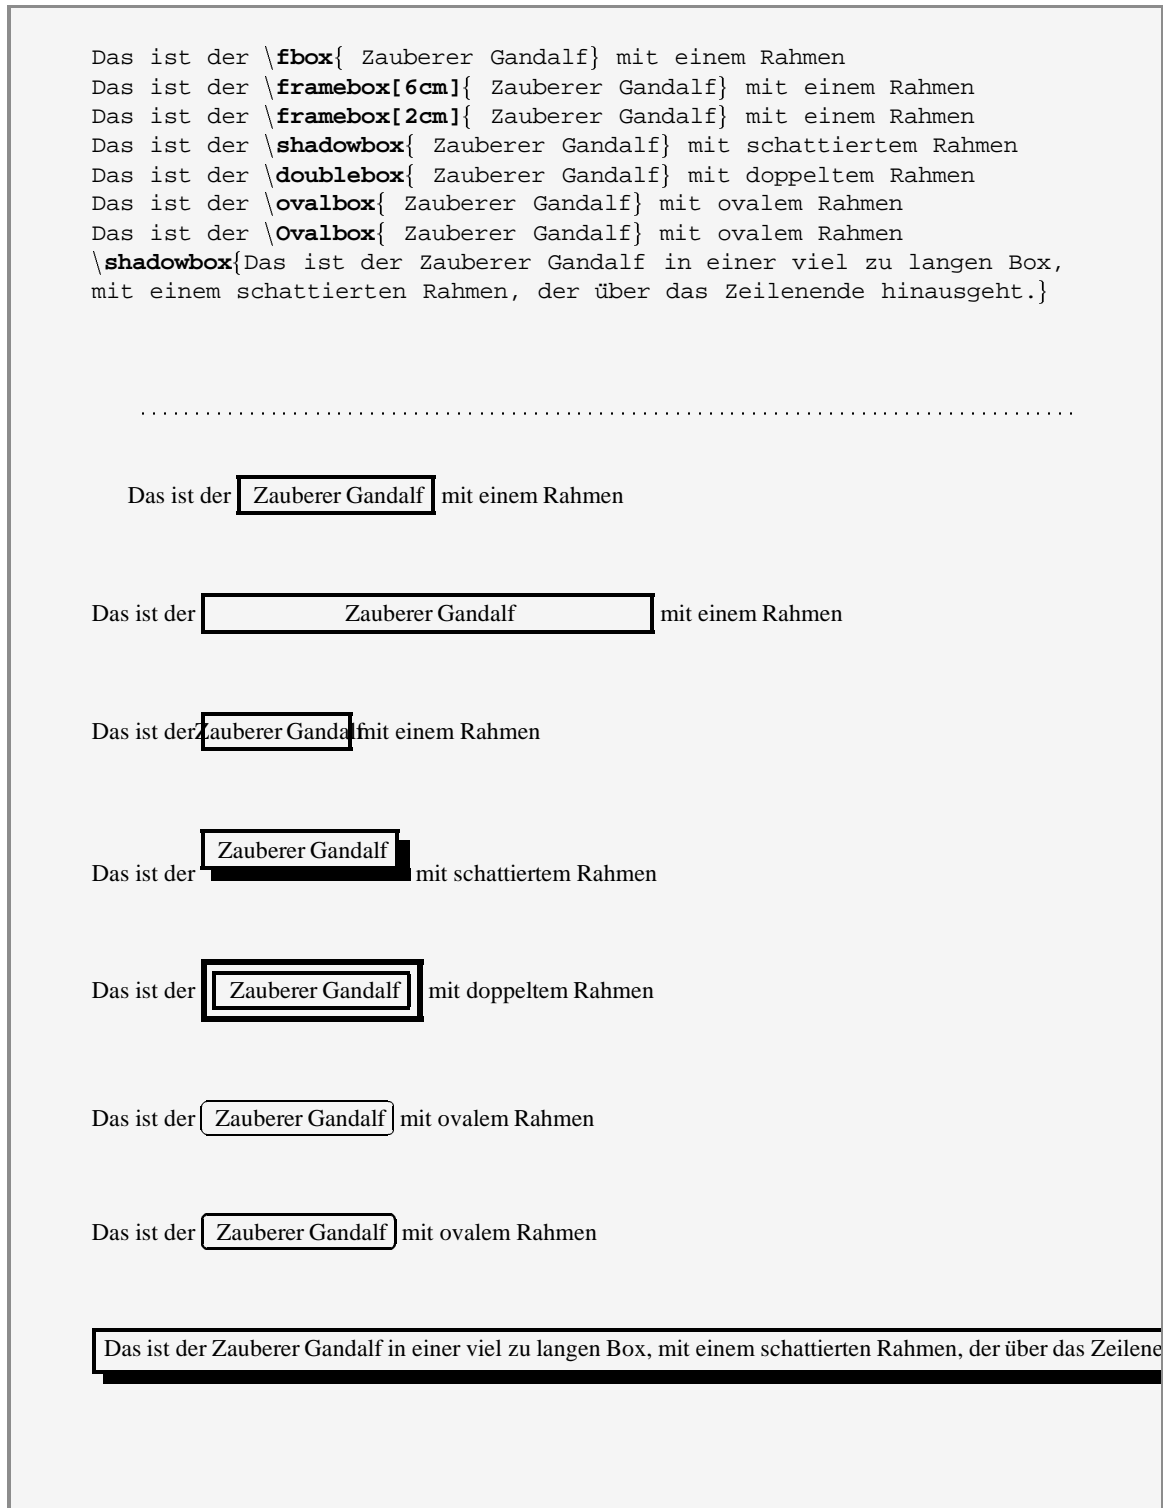 Das ist der \fbox{ Zauberer Gandalf} mit einem Rahmen
Das ist der \framebox[6cm]{ Zauberer Gandalf} mit einem Rahmen
Das ist der \framebox[2cm]{ Zauberer Gandalf} mit einem Rahmen
Das ist der \shadowbox{ Zauberer Gandalf} mit schattiertem Rahmen
Das ist der \doublebox{ Zauberer Gandalf} mit doppeltem Rahmen
Das ist der \ovalbox{ Zauberer Gandalf} mit ovalem Rahmen
Das ist der \Ovalbox{ Zauberer Gandalf} mit ovalem Rahmen
\shadowbox{Das ist der Zauberer Gandalf in einer viel zu langen Box,
mit einem schattierten Rahmen, der über das Zeilenende hinausgeht.}
Das ist der Zauberer Gandalf mit einem Rahmen
Das ist der Zauberer Gandalf mit einem Rahmen
Das ist der Zauberer Gandalf mit einem Rahmen
Das ist der Zauberer Gandalf mit schattiertem Rahmen
Das ist der Zauberer Gandalf mit doppeltem Rahmen
Das ist der Zauberer Gandalf mit ovalem Rahmen
Das ist der Zauberer Gandalf mit ovalem Rahmen
Das ist der Zauberer Gandalf in einer viel zu langen Box, mit einem schattierten Rahmen, der über das Zeilene